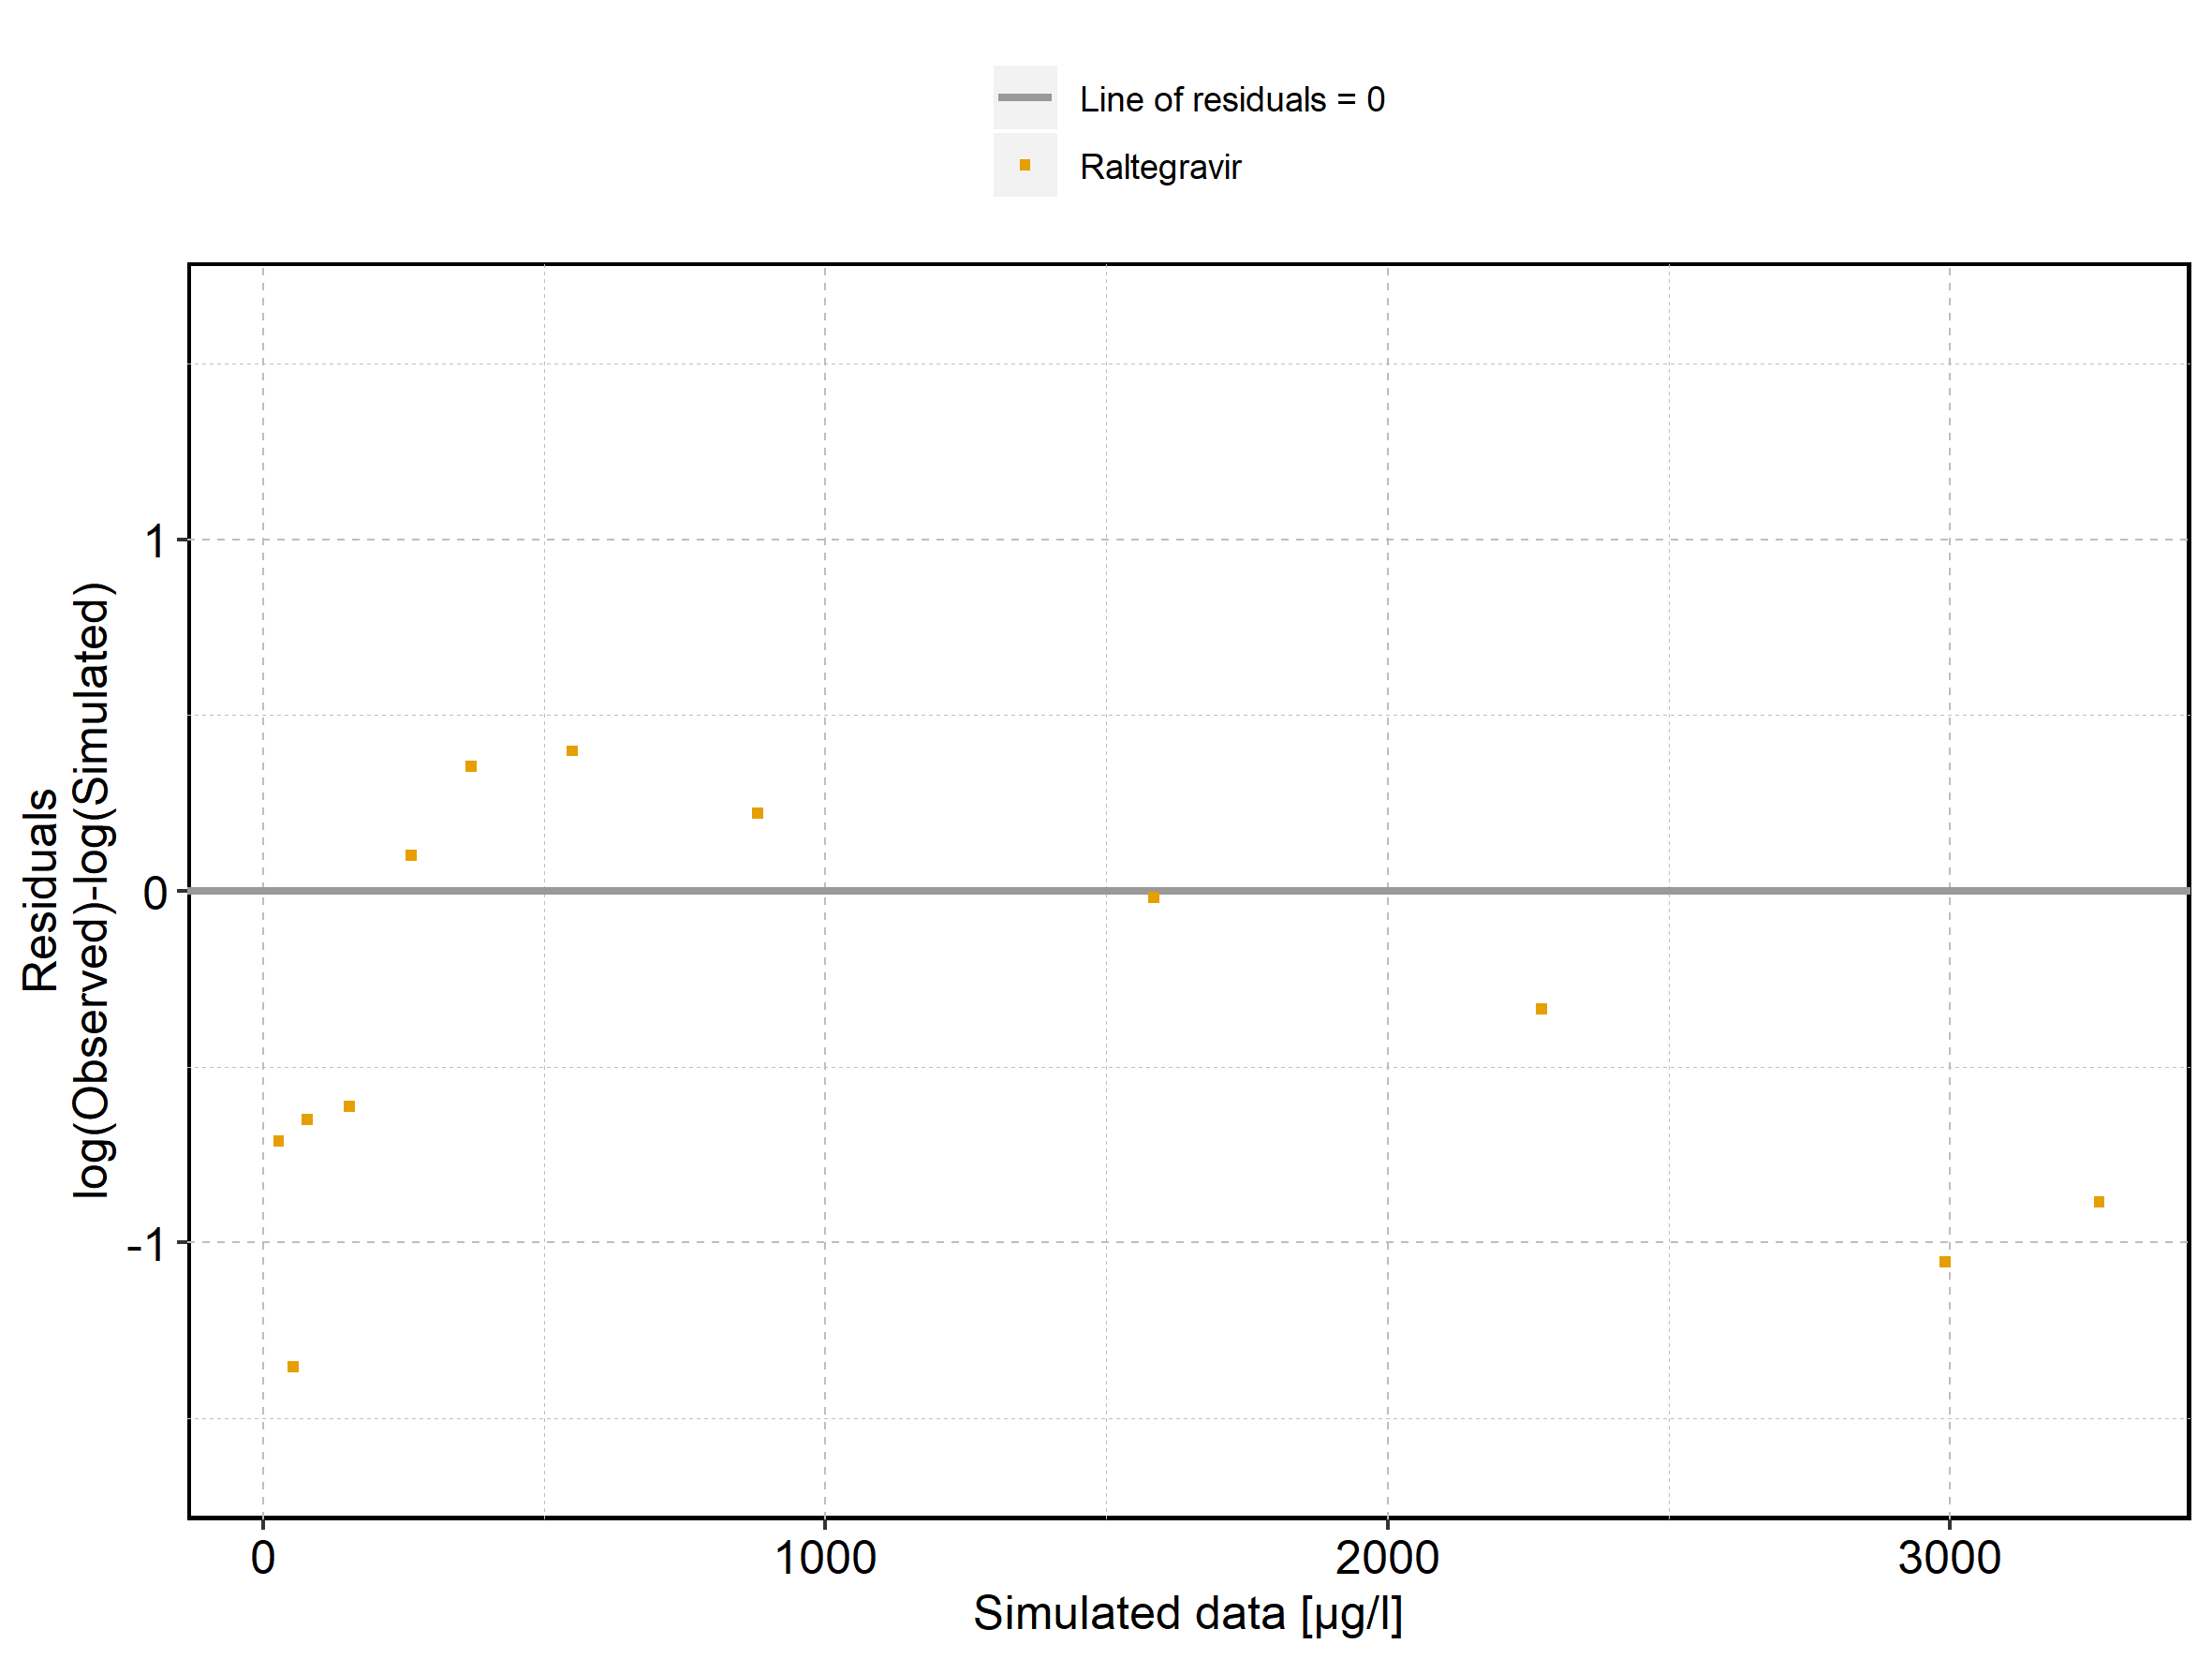 Line of residuals = 0
Raltegravir
Residuals
log(Observed)-log(Simulated)
1
0
-1
0 1000 2000 3000
Simulated data [µg/l]